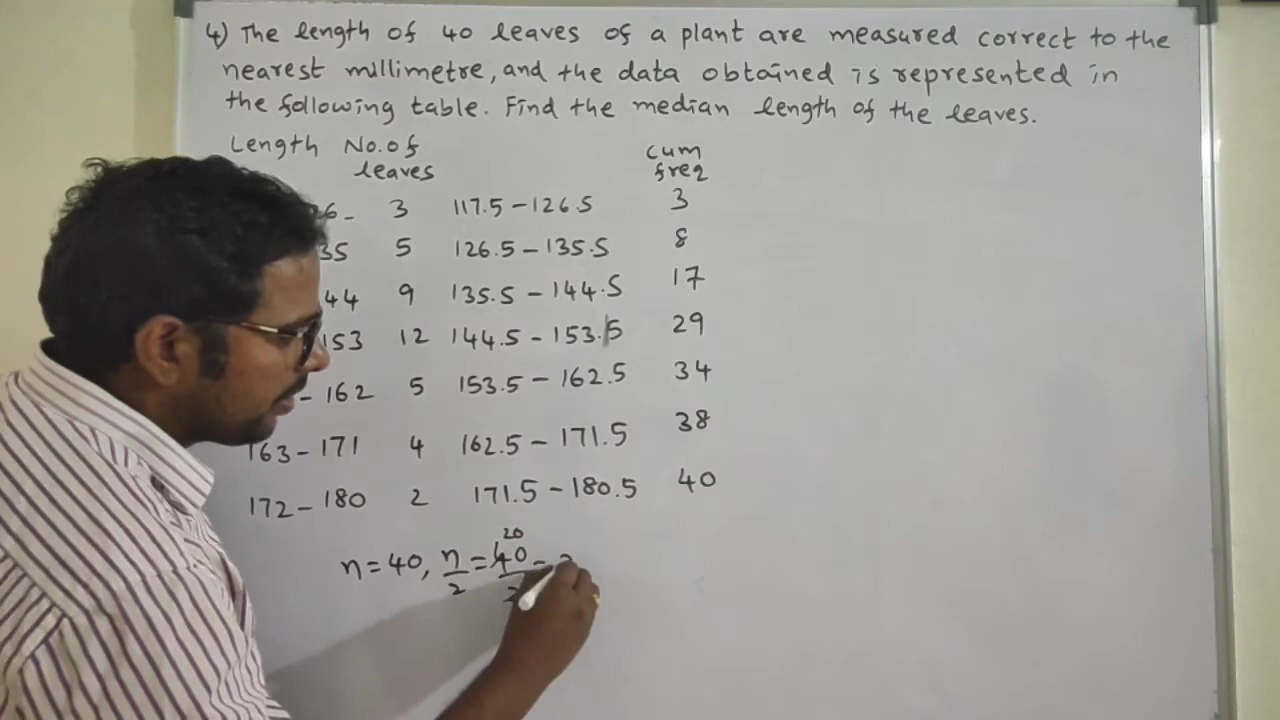 4) The length of 40 leaves of a plant are measured correct to the
nearest millimetre, and the data obtained is represented in
the following table. Find the median length of the leaves.
Length No. of leaves cum freq
26- 3 117.5-126.5 3
35 5 126.5-135.5 8
44 9 135.5-144.5 17
153 12 144.5-153.5 29
-162 5 153.5-162.5 34
163-171 4 162.5-171.5 38
172-180 2 171.5-180.5 40
20
n=40, n/2=40/2=